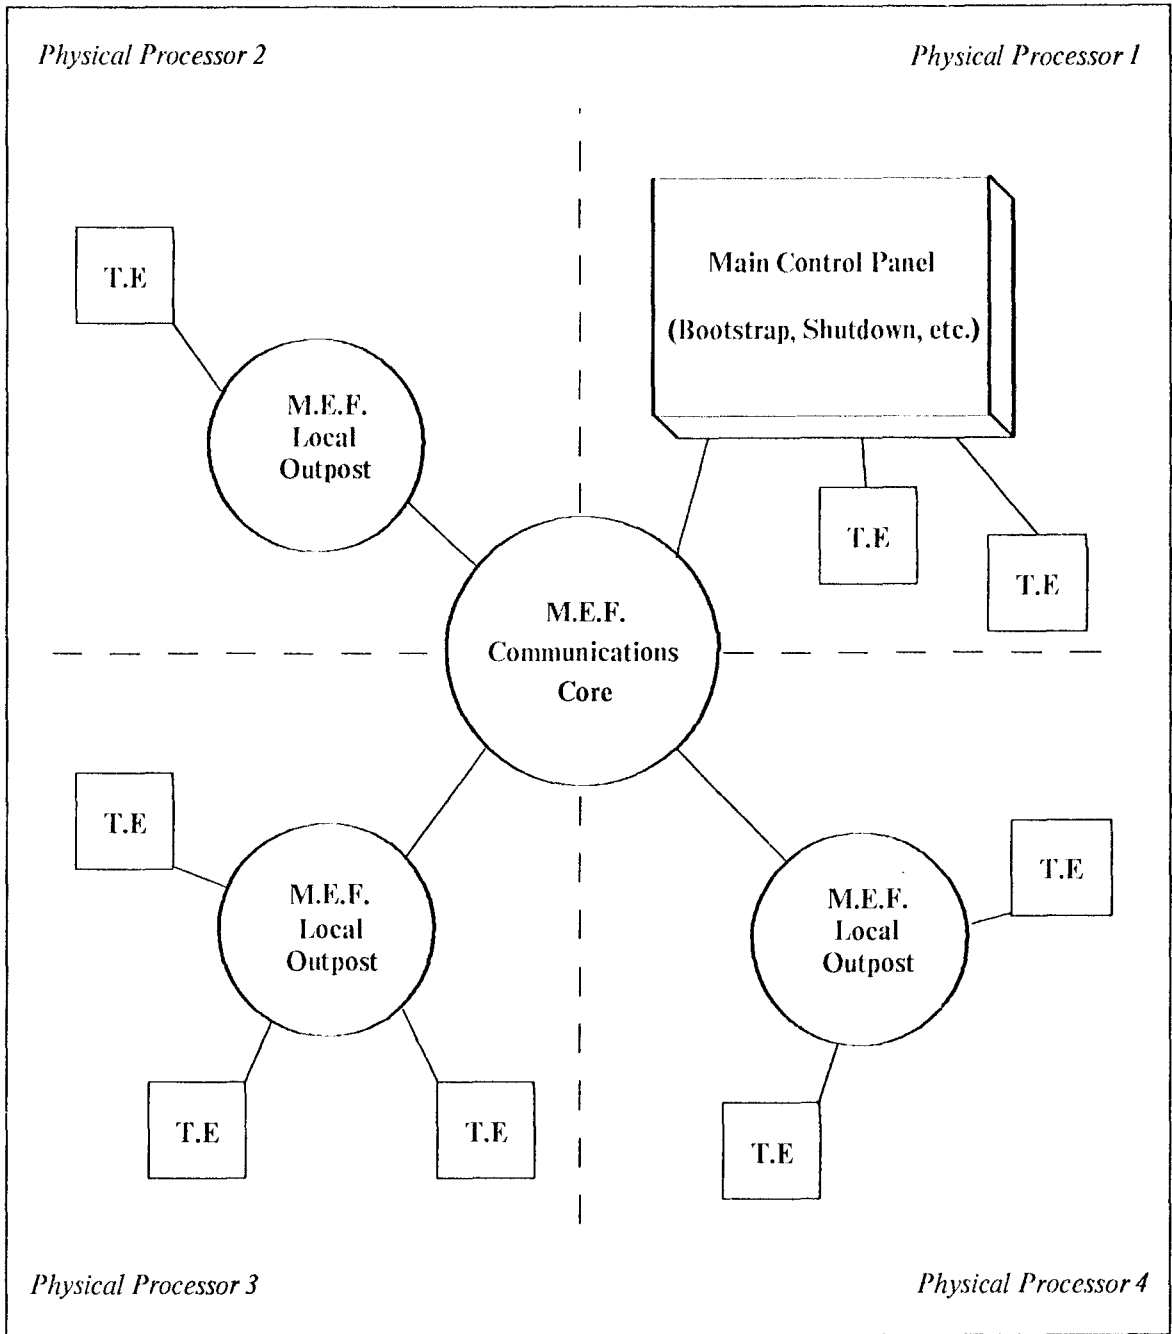 Physical Processor 2
Physical Processor 1
T.E
Main Control Panel
(Bootstrap, Shutdown, etc.)
M.E.F.
Local
Outpost
T.E
T.E
M.E.F.
Communications
Core
T.E
M.E.F.
Local
Outpost
T.E
M.E.F.
Local
Outpost
T.E
T.E
T.E
Physical Processor 3
Physical Processor 4